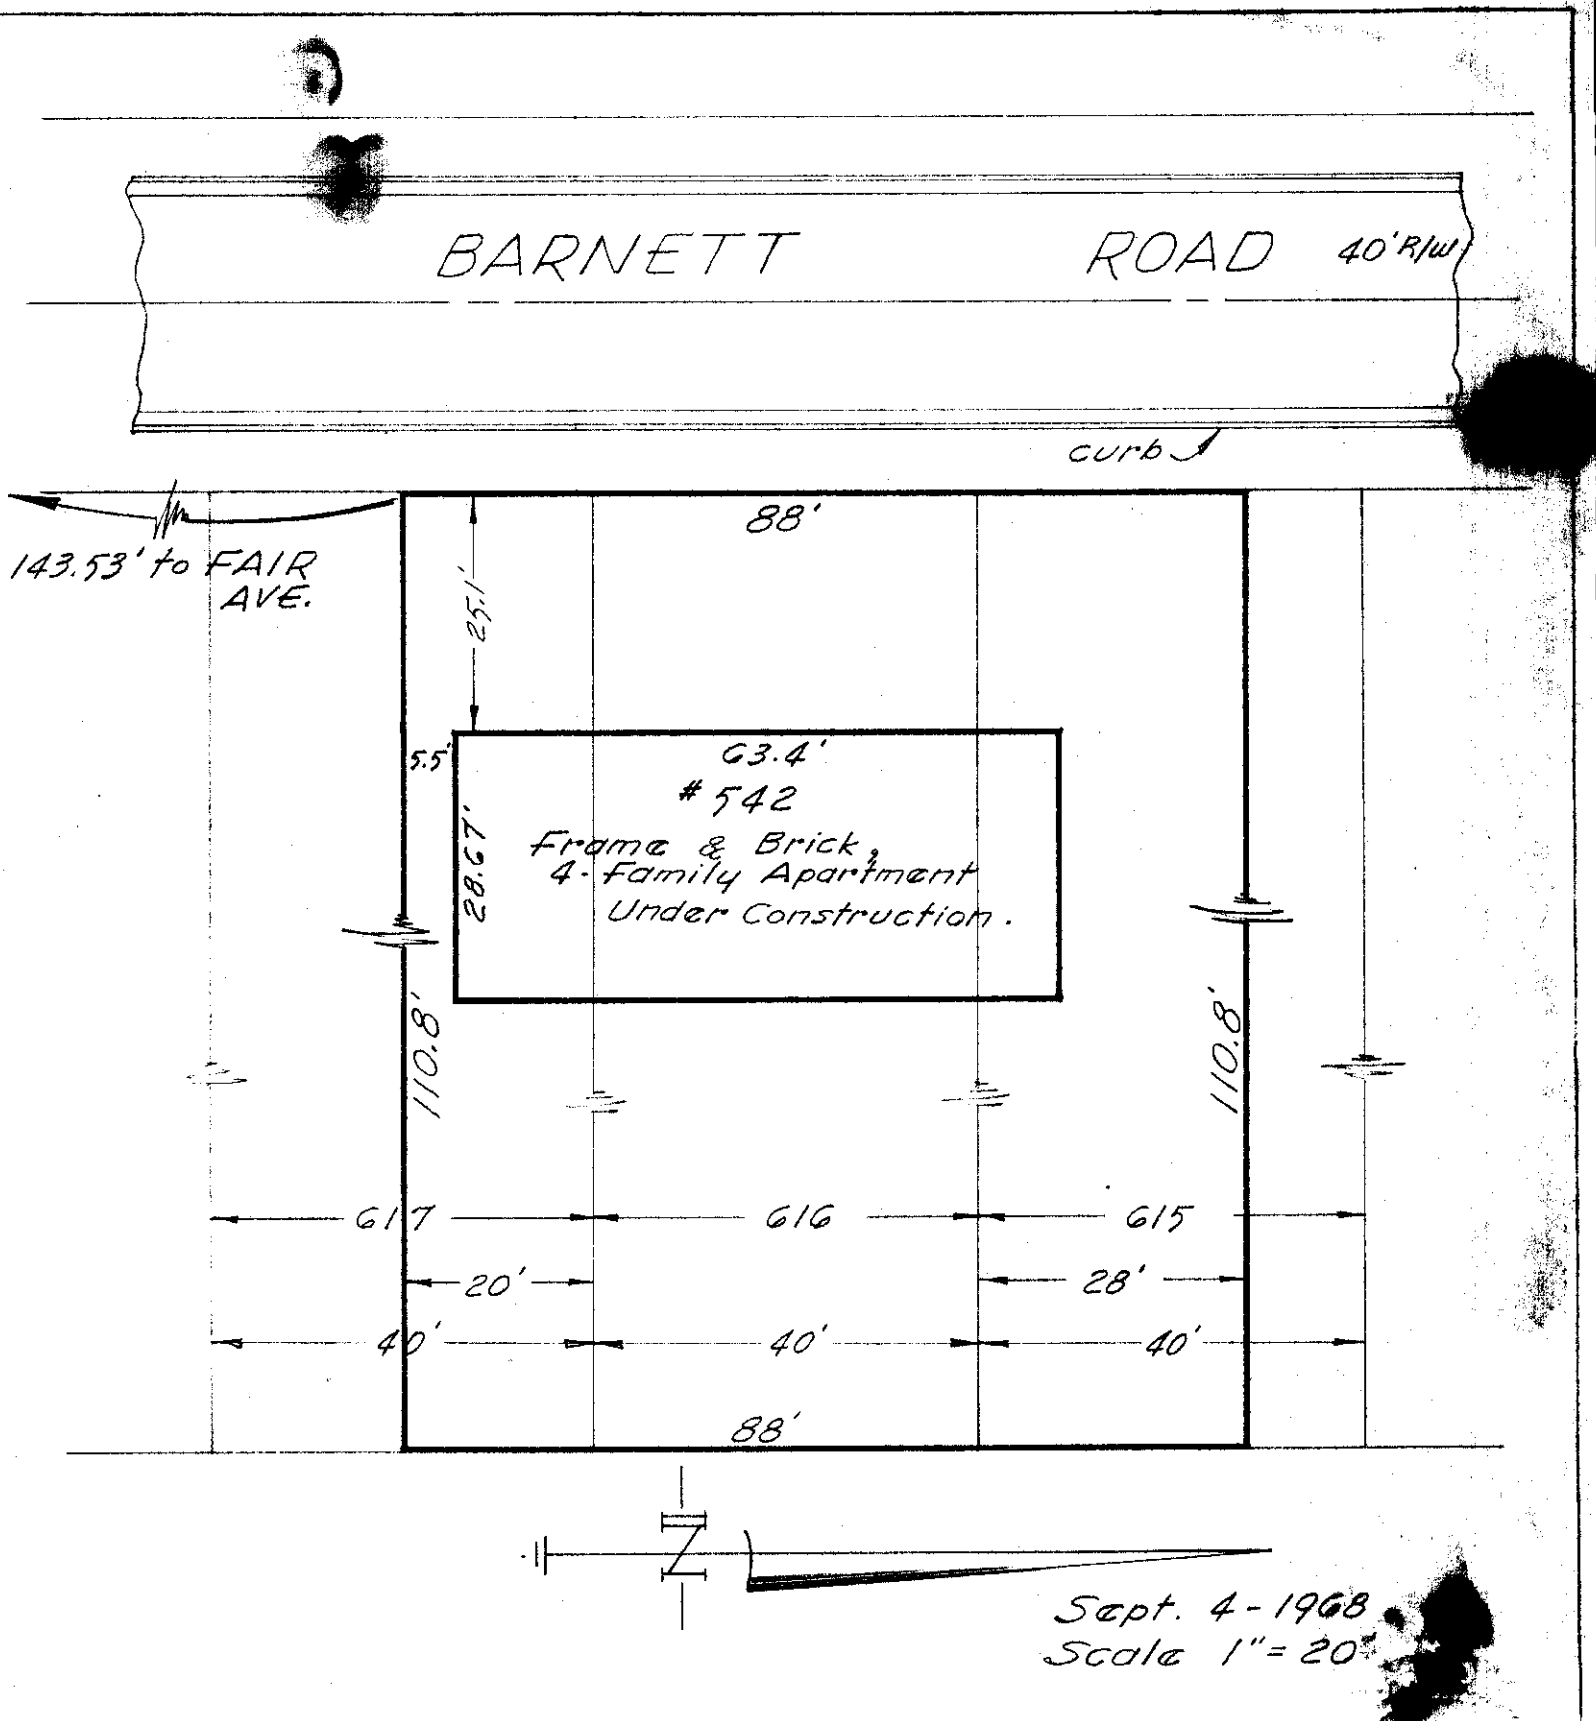 BARNETT ROAD 40' R/W
curb
143.53' to FAIR
AVE.
88'
25.1'
5.5'
63.4'
# 542
28.67'
Frame & Brick,
4-Family Apartment
Under Construction.
110.8'
110.8'
617 616 615
20' 28'
40' 40' 40'
88'
N
Sept. 4-1968
Scale 1"=20'